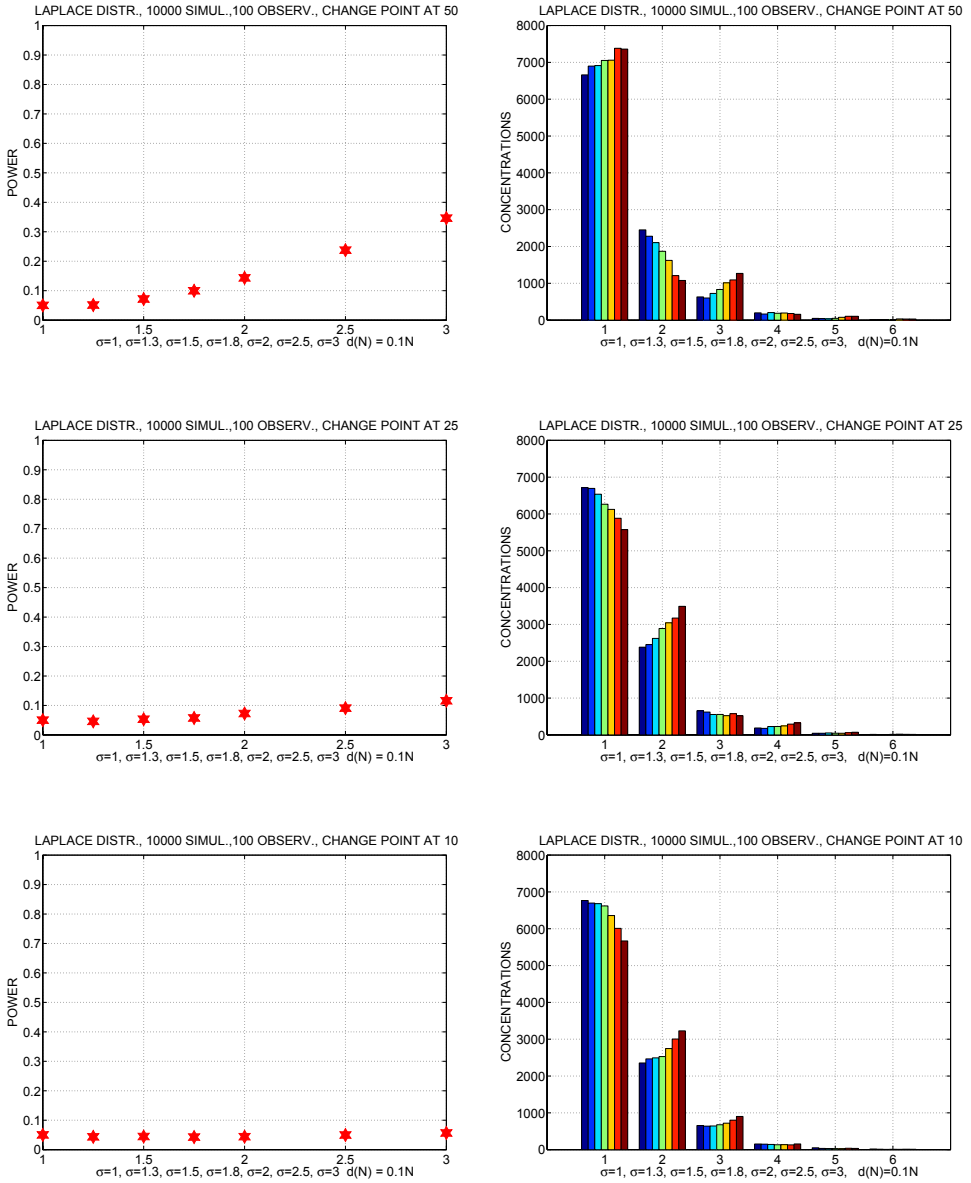 LAPLACE DISTR., 10000 SIMUL.,100 OBSERV., CHANGE POINT AT 50
1
0.9
0.8
0.7
0.6
0.5
0.4
0.3
0.2
0.1
0
POWER
1 1.5 2 2.5 3
σ=1, σ=1.3, σ=1.5, σ=1.8, σ=2, σ=2.5, σ=3 d(N) = 0.1N
LAPLACE DISTR., 10000 SIMUL.,100 OBSERV., CHANGE POINT AT 50
8000
7000
6000
5000
4000
3000
2000
1000
0
CONCENTRATIONS
1 2 3 4 5 6
σ=1, σ=1.3, σ=1.5, σ=1.8, σ=2, σ=2.5, σ=3, d(N)=0.1N
LAPLACE DISTR., 10000 SIMUL.,100 OBSERV., CHANGE POINT AT 25
1
0.9
0.8
0.7
0.6
0.5
0.4
0.3
0.2
0.1
0
POWER
1 1.5 2 2.5 3
σ=1, σ=1.3, σ=1.5, σ=1.8, σ=2, σ=2.5, σ=3 d(N) = 0.1N
LAPLACE DISTR., 10000 SIMUL.,100 OBSERV., CHANGE POINT AT 25
8000
7000
6000
5000
4000
3000
2000
1000
0
CONCENTRATIONS
1 2 3 4 5 6
σ=1, σ=1.3, σ=1.5, σ=1.8, σ=2, σ=2.5, σ=3, d(N)=0.1N
LAPLACE DISTR., 10000 SIMUL.,100 OBSERV., CHANGE POINT AT 10
1
0.9
0.8
0.7
0.6
0.5
0.4
0.3
0.2
0.1
0
POWER
1 1.5 2 2.5 3
σ=1, σ=1.3, σ=1.5, σ=1.8, σ=2, σ=2.5, σ=3 d(N) = 0.1N
LAPLACE DISTR., 10000 SIMUL.,100 OBSERV., CHANGE POINT AT 10
8000
7000
6000
5000
4000
3000
2000
1000
0
CONCENTRATIONS
1 2 3 4 5 6
σ=1, σ=1.3, σ=1.5, σ=1.8, σ=2, σ=2.5, σ=3, d(N)=0.1N